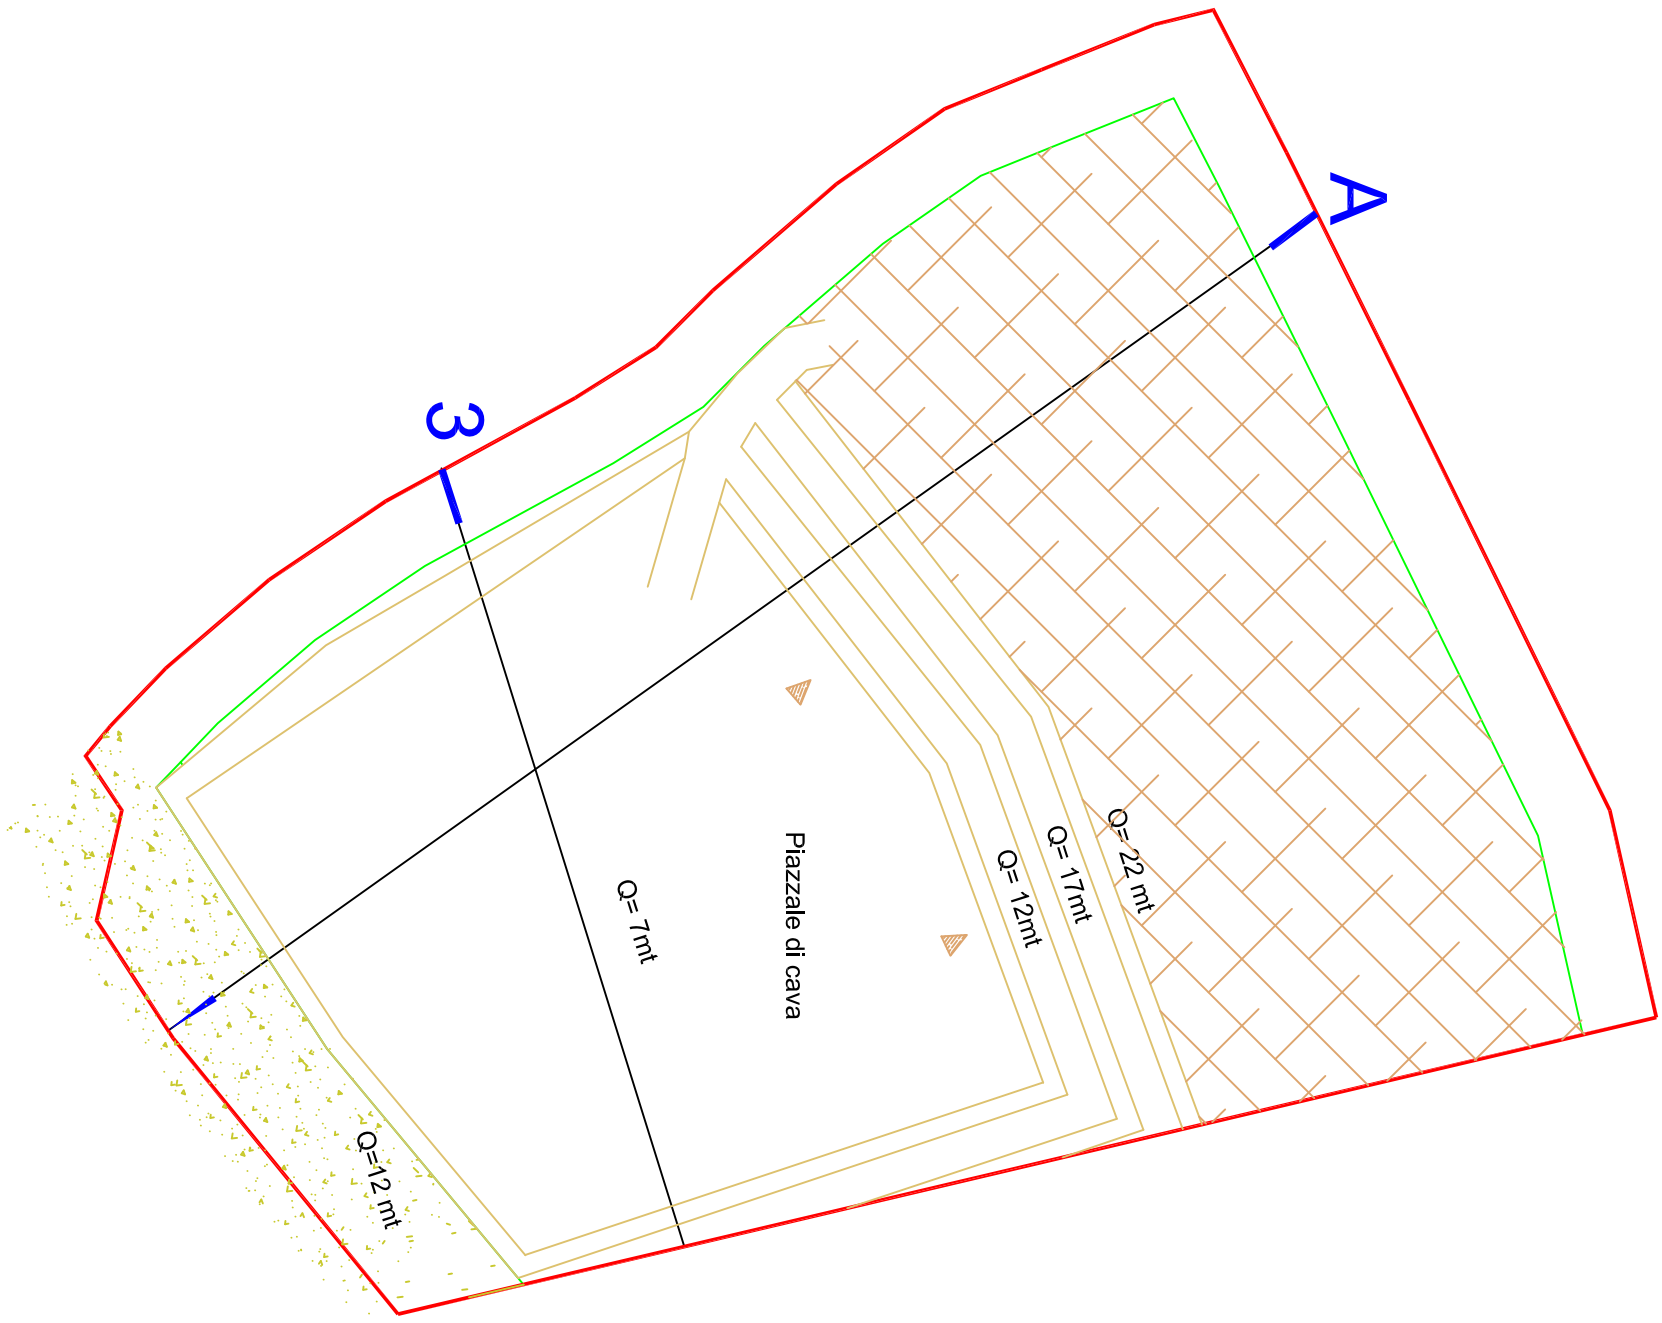 A
3
Q= 22 mt
Q= 17mt
Q= 12mt
Piazzale di cava
Q= 7mt
Q=12 mt